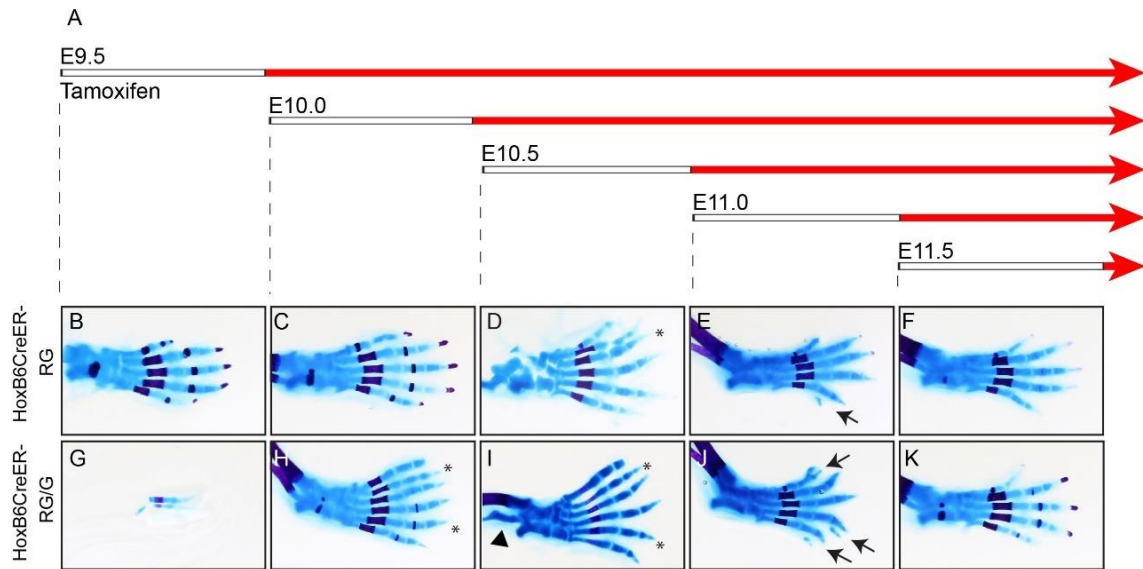 A
E9.5
Tamoxifen
E10.0
E10.5
E11.0
E11.5
HoxB6CreER-
RG
B
C
D
*
E
F
HoxB6CreER-
RG/G
G
H
*
*
I
*
*
J
K